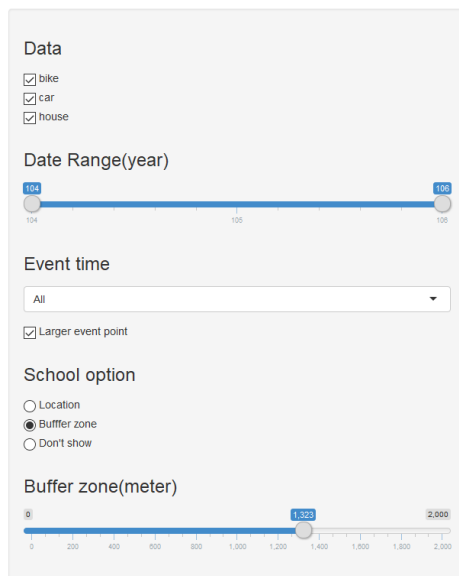 Data
bike
car
house
Date Range(year)
104 106
104 105 106
Event time
All
Larger event point
School option
Location
Bufffer zone
Don't show
Buffer zone(meter)
0 1,323 2,000
0 200 400 600 800 1,000 1,200 1,400 1,600 1,800 2,000